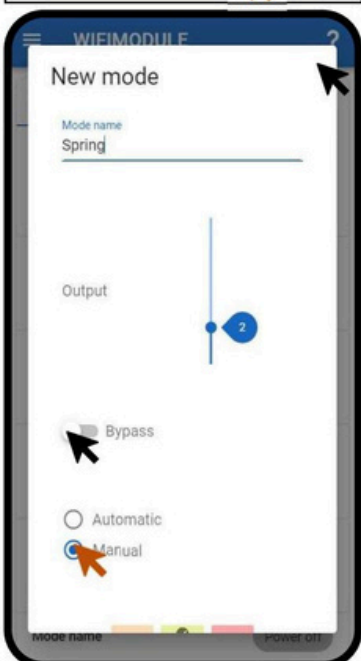 WIFIMODULE ?
New mode
Mode name
Spring
Output
2
Bypass
Automatic
Manual
Mode name Power off